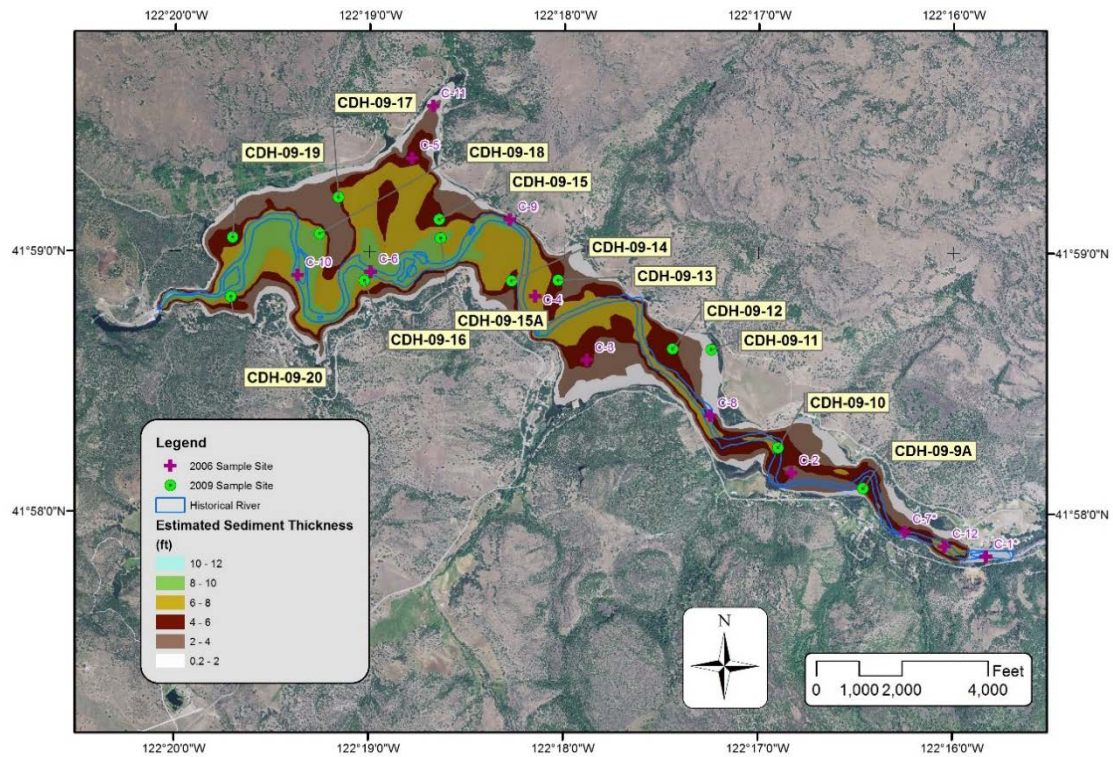 122°20'0"W 122°19'0"W 122°18'0"W 122°17'0"W 122°16'0"W
CDH-09-17
C-11
CDH-09-19
CDH-09-18
C-5
CDH-09-15
C-9
41°59'0"N 41°59'0"N
CDH-09-14
C-6
C-10
CDH-09-13
C-4
CDH-09-12
CDH-09-15A
CDH-09-16
CDH-09-11
C-3
CDH-09-20
CDH-09-10
C-8
CDH-09-9A
C-2
41°58'0"N 41°58'0"N
C-7*
C-12
C-1*
Legend
2006 Sample Site
2009 Sample Site
Historical River
Estimated Sediment Thickness
(ft)
10 - 12
8 - 10
6 - 8
4 - 6
2 - 4
0.2 - 2
N
Feet
0 1,000 2,000 4,000
122°20'0"W 122°19'0"W 122°18'0"W 122°17'0"W 122°16'0"W